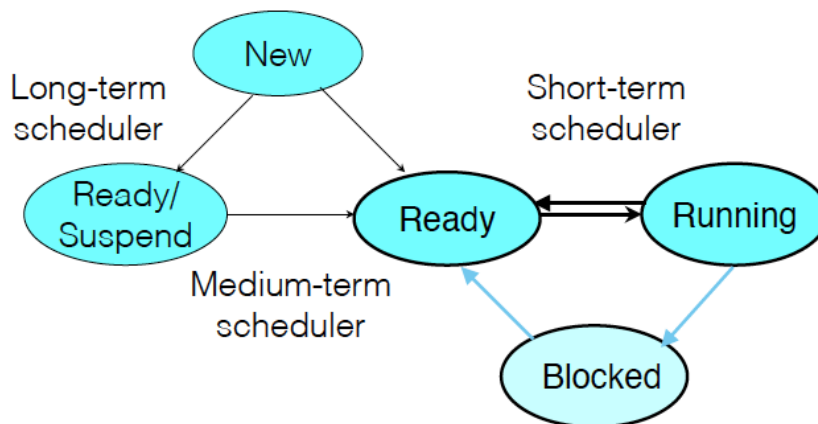 New
Long-term
scheduler
Short-term
scheduler
Ready/
Suspend
Ready
Running
Medium-term
scheduler
Blocked